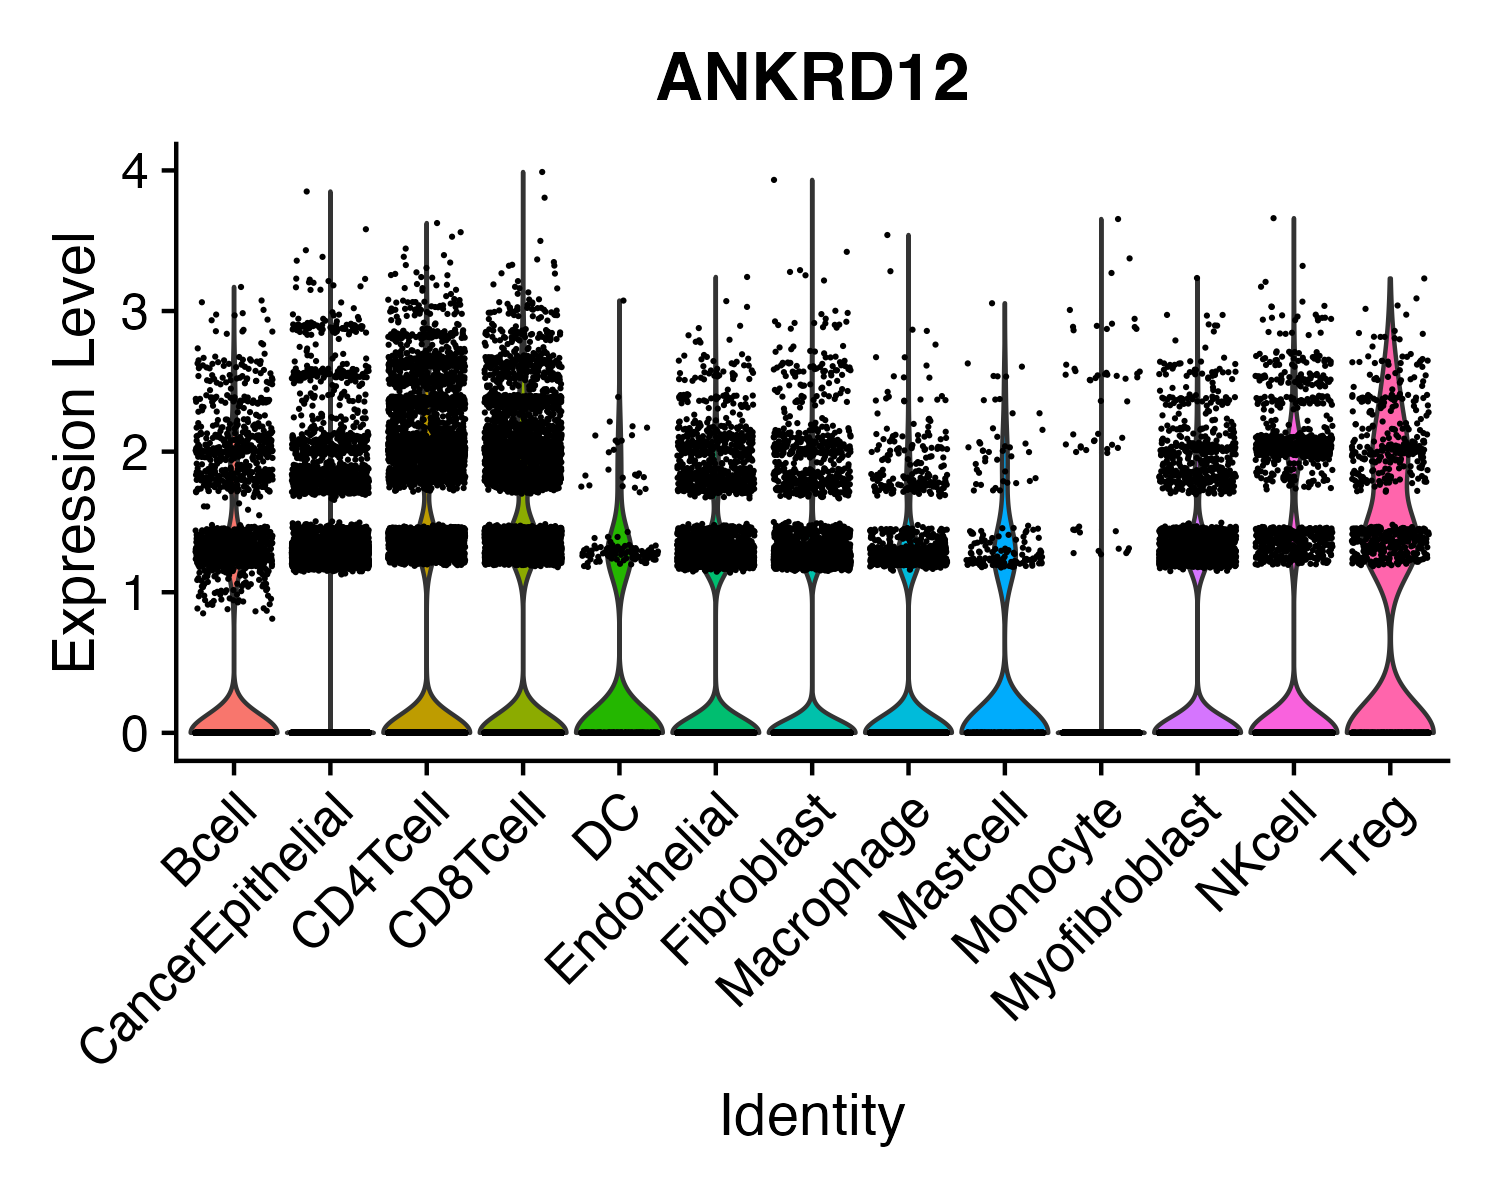 ANKRD12
Expression Level
4
3
2
1
0
Bcell
CancerEpithelial
CD4Tcell
CD8Tcell
DC
Endothelial
Fibroblast
Macrophage
Mastcell
Monocyte
Myofibroblast
NKcell
Treg
Identity